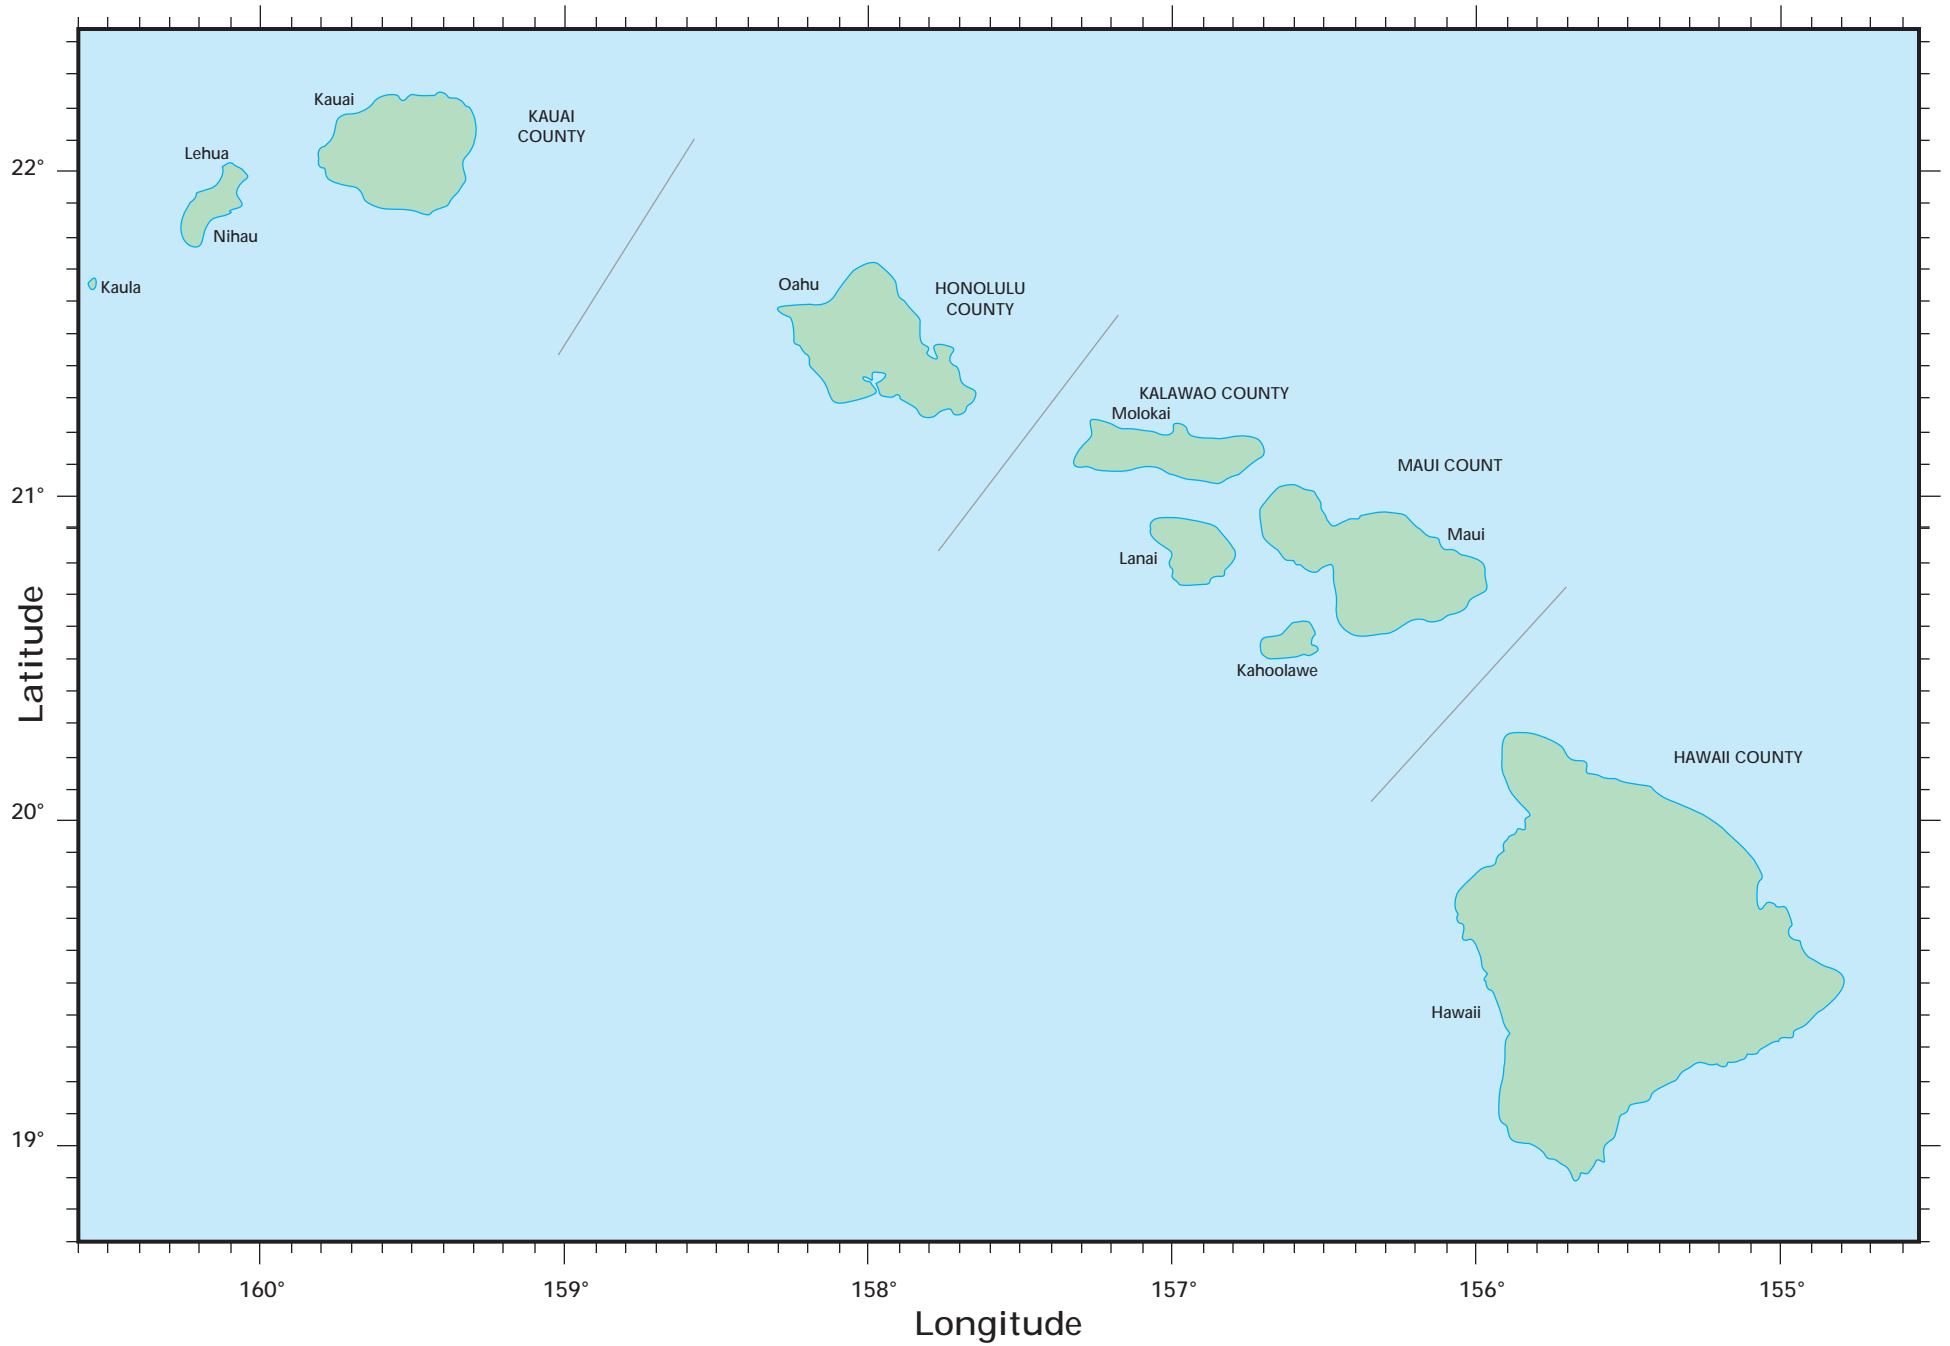 Kauai
KAUAI
COUNTY
Lehua
22°
Nihau
Kaula
Oahu
HONOLULU
COUNTY
KALAWAO COUNTY
Molokai
MAUI COUNT
21°
Maui
Lanai
Kahoolawe
Latitude
HAWAII COUNTY
20°
Hawaii
19°
160°
159°
158°
157°
156°
155°
Longitude